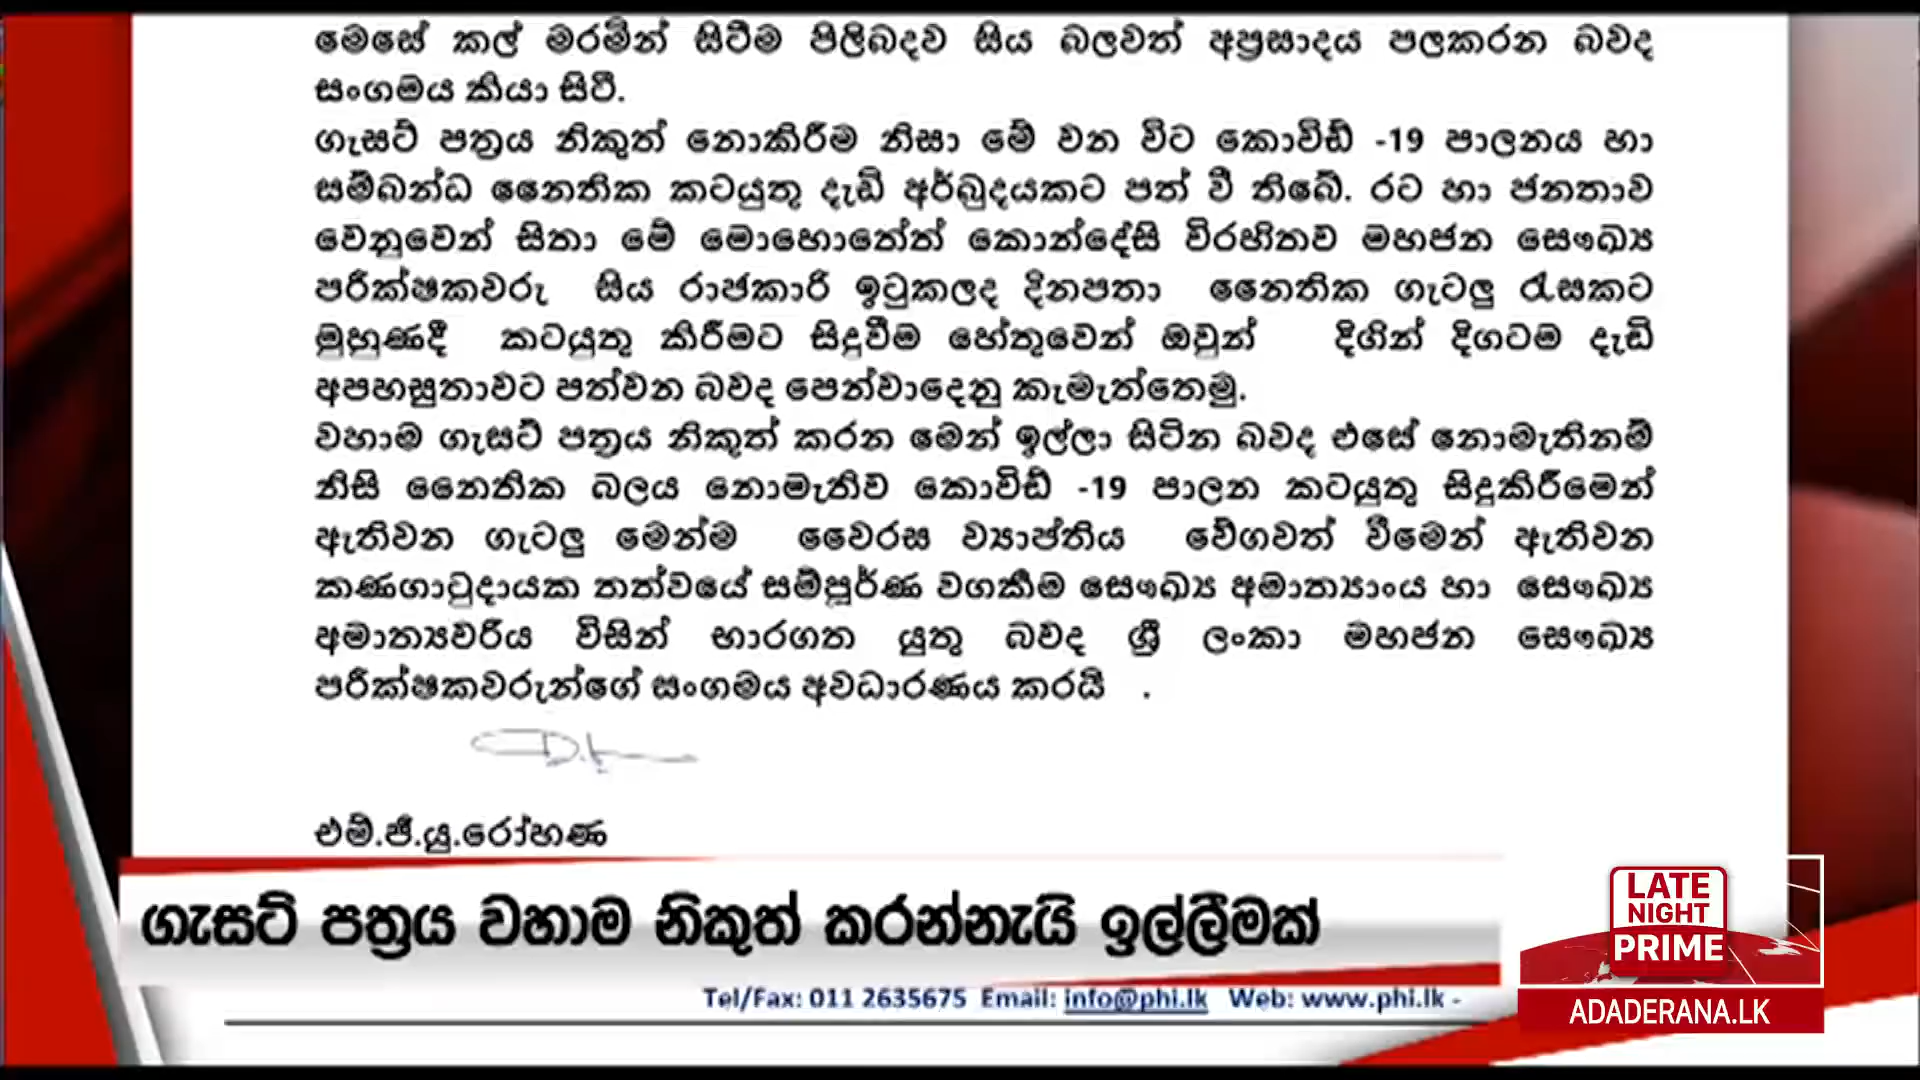 මෙසේ කල් මරමින් සිටීම පිලිබදව සිය බලවත් අප්‍රසාදය පලකරන බවද
සංගමය කියා සිටී.
ගැසට් පත්‍රය නිකුත් නොකිරීම නිසා මේ වන විට කොවිඩ් -19 පාලනය හා
සම්බන්ධ නෛතික කටයුතු දැඩි අර්බුදයකට පත් වී තිබේ. රට හා ජනතාව
වෙනුවෙන් සිතා මේ මොහොතේත් කොන්දේසි විරහිතව මහජන සෞඛ්‍ය
පරීක්ෂකවරු සිය රාජකාරි ඉටුකලද දිනපතා නෛතික ගැටලු රැසකට
මුහුණදී කටයුතු කිරීමට සිදුවීම හේතුවෙන් ඔවුන් දිගින් දිගටම දැඩි
අපහසුතාවට පත්වන බවද පෙන්වාදෙනු කැමැත්තෙමු.
වහාම ගැසට් පත්‍රය නිකුත් කරන මෙන් ඉල්ලා සිටින බවද එසේ නොමැතිනම්
නිසි නෛතික බලය නොමැතිව කොවිඩ් -19 පාලන කටයුතු සිදුකිරීමෙන්
ඇතිවන ගැටලු මෙන්ම වෛරස ව්‍යාප්තිය වේගවත් වීමෙන් ඇතිවන
කණගාටුදායක තත්වයේ සම්පූර්ණ වගකීම සෞඛ්‍ය අමාත්‍යාංය හා සෞඛ්‍ය
අමාත්‍යවරිය විසින් භාරගත යුතු බවද ශ්‍රී ලංකා මහජන සෞඛ්‍ය
පරීක්ෂකවරුන්ගේ සංගමය අවධාරණය කරයි .
එම්.ජී.යූ.රෝහණ
ගැසට් පත්‍රය වහාම නිකුත් කරන්නැයි ඉල්ලීමක්
Tel/Fax: 011 2635675 Email: info@phi.lk Web: www.phi.lk -
LATE
NIGHT
PRIME
ADADERANA.LK